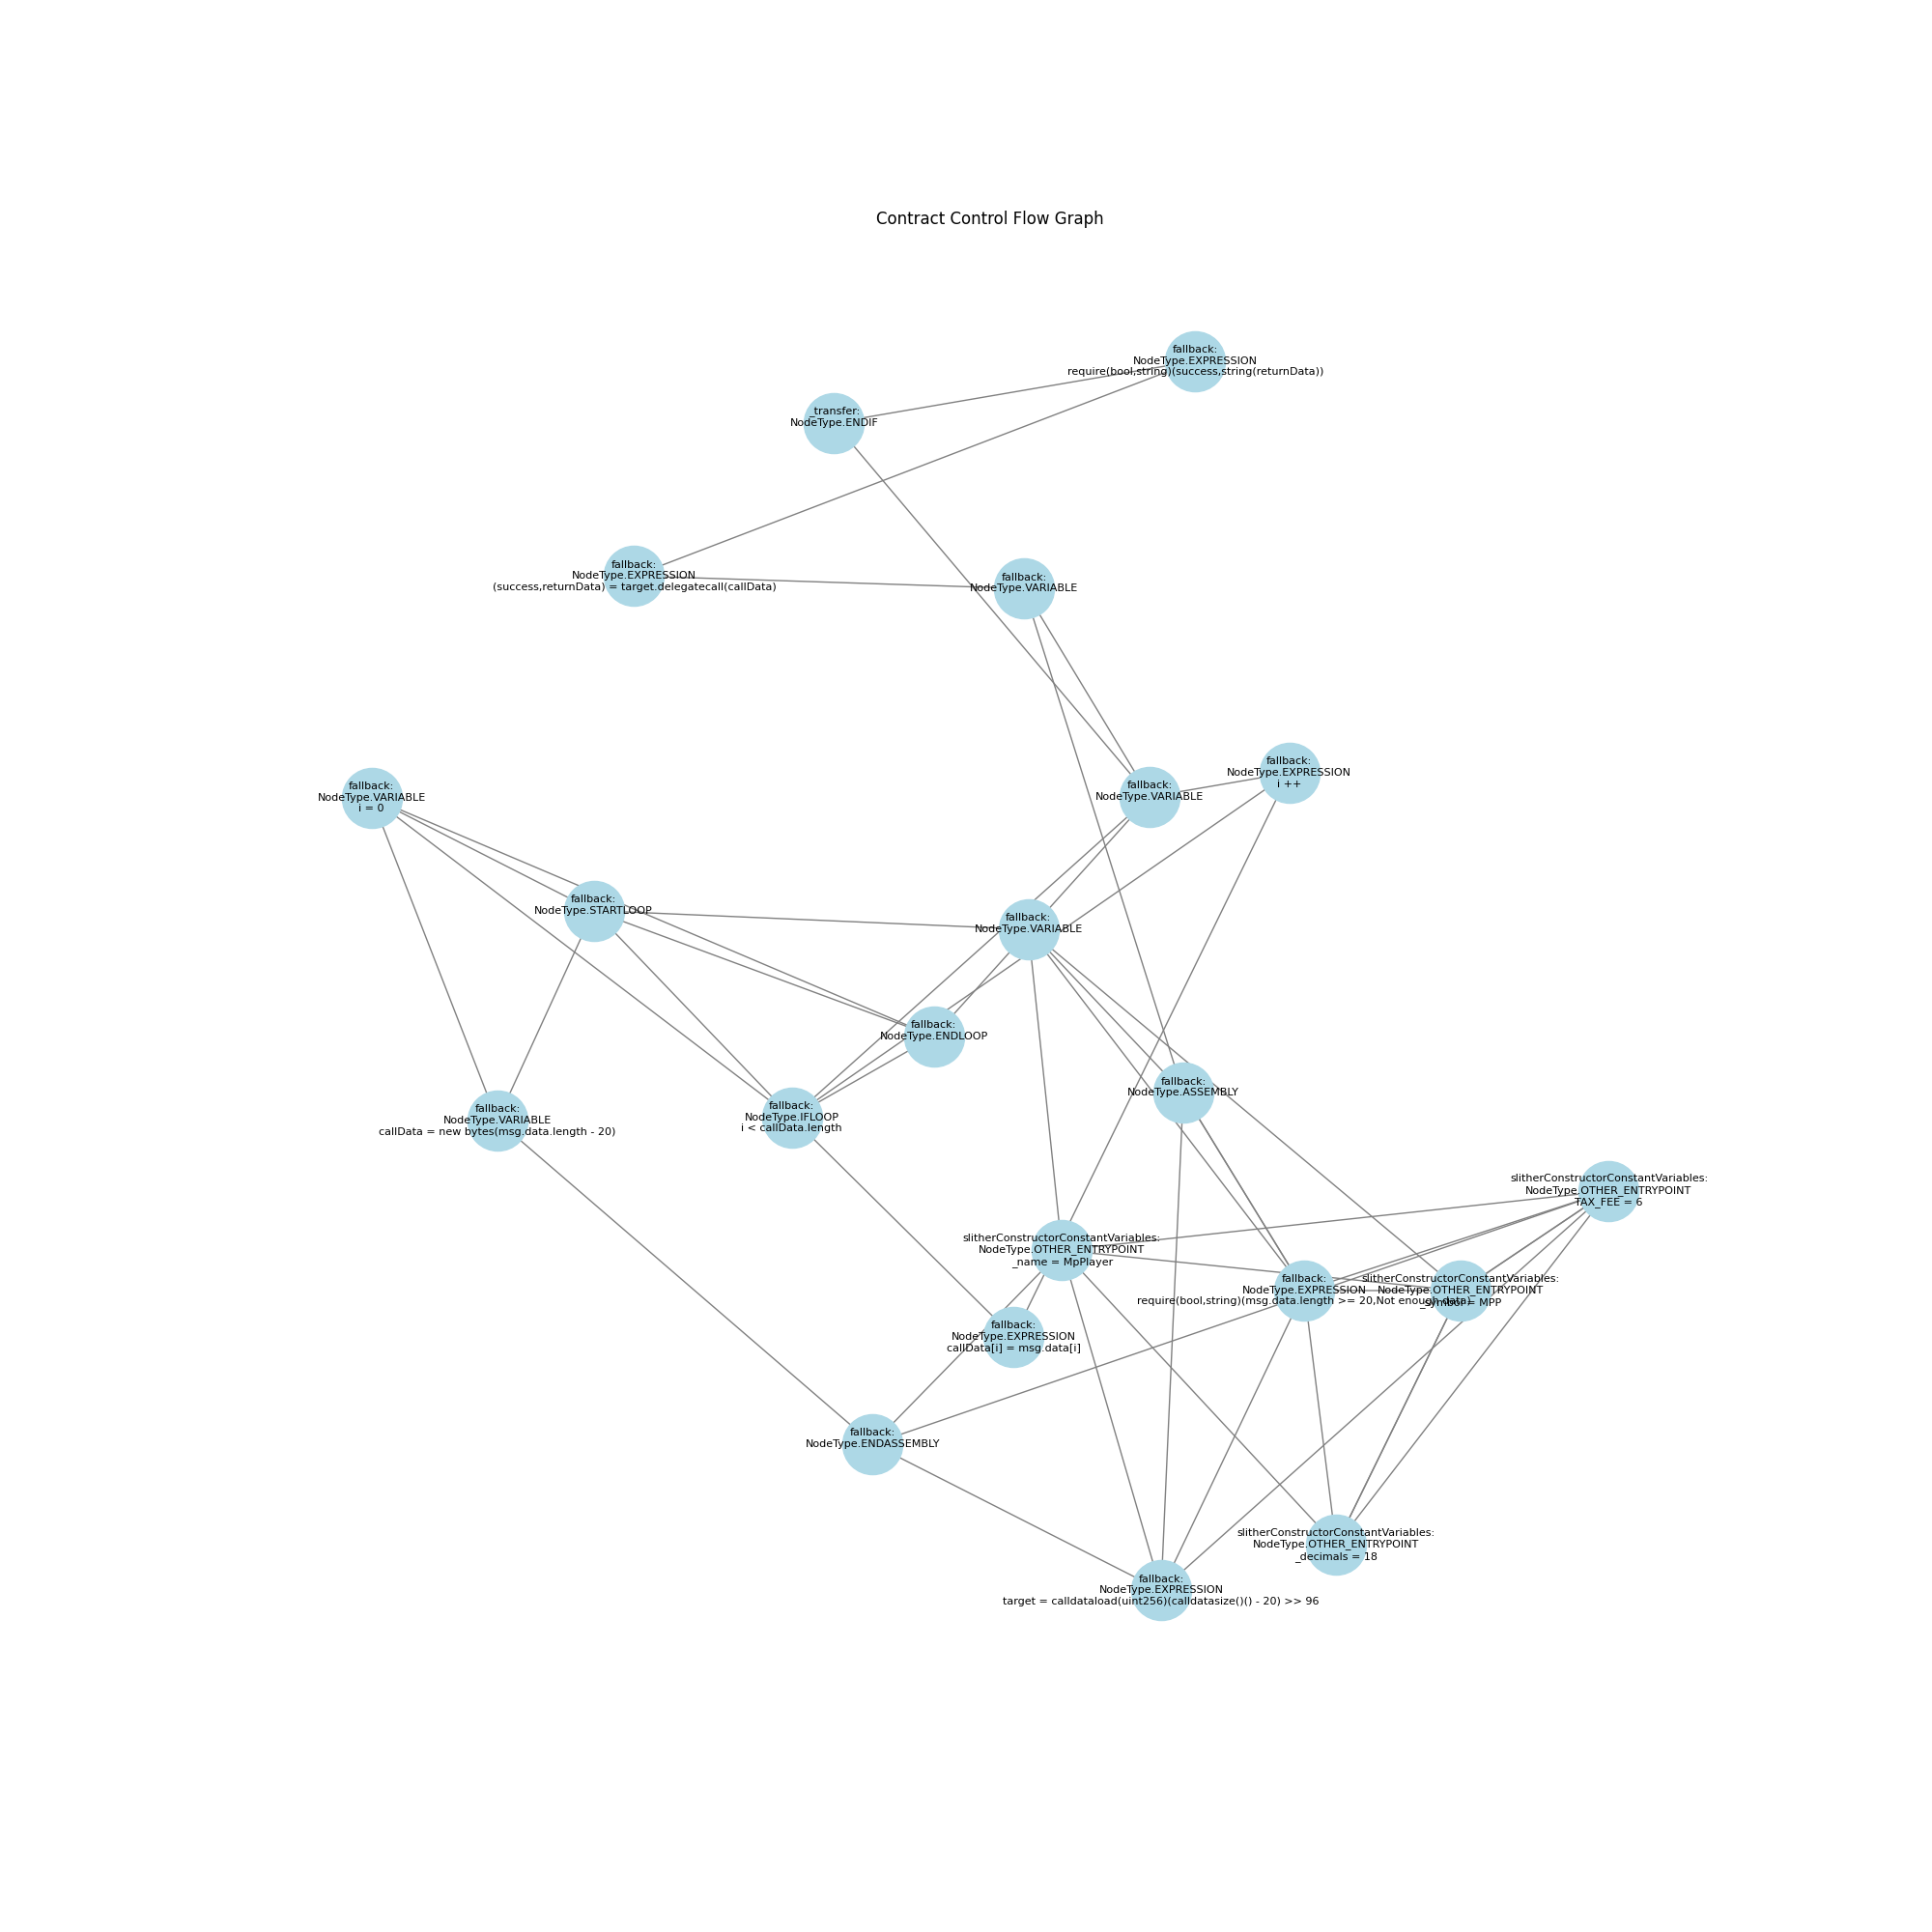 Contract Control Flow Graph
fallback:
NodeType.EXPRESSION
require(bool,string)(success,string(returnData))
_transfer:
NodeType.ENDIF
fallback:
NodeType.EXPRESSION
(success,returnData) = target.delegatecall(callData)
fallback:
NodeType.VARIABLE
fallback:
NodeType.EXPRESSION
i ++
fallback:
NodeType.VARIABLE
fallback:
NodeType.VARIABLE
i = 0
fallback:
NodeType.STARTLOOP
fallback:
NodeType.VARIABLE
fallback:
NodeType.ENDLOOP
fallback:
NodeType.ASSEMBLY
fallback:
NodeType.IFLOOP
i < callData.length
fallback:
NodeType.VARIABLE
callData = new bytes(msg.data.length - 20)
slitherConstructorConstantVariables:
NodeType.OTHER_ENTRYPOINT
TAX_FEE = 6
slitherConstructorConstantVariables:
NodeType.OTHER_ENTRYPOINT
_name = MpPlayer
fallback:
NodeType.EXPRESSION
require(bool,string)(msg.data.length >= 20,Not enough data)
slitherConstructorConstantVariables:
NodeType.OTHER_ENTRYPOINT
_symbol = MPP
fallback:
NodeType.EXPRESSION
callData[i] = msg.data[i]
fallback:
NodeType.ENDASSEMBLY
slitherConstructorConstantVariables:
NodeType.OTHER_ENTRYPOINT
_decimals = 18
fallback:
NodeType.EXPRESSION
target = calldataload(uint256)(calldatasize()() - 20) >> 96